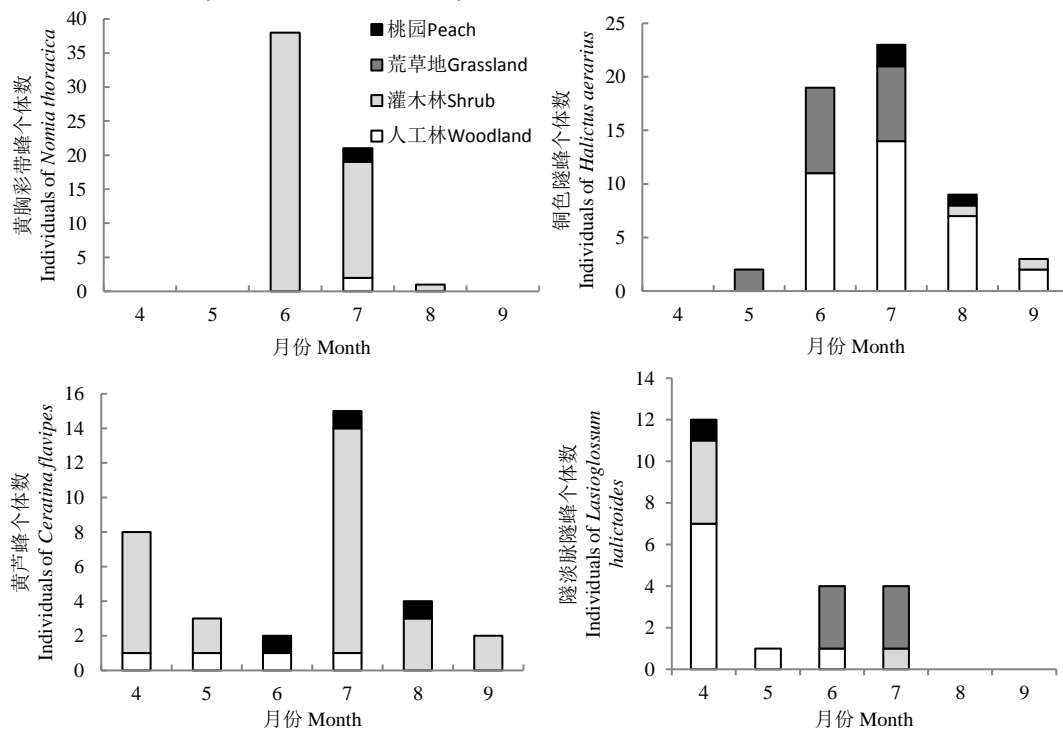 黄胸彩带蜂个体数
Individuals of Nomia thoracica
40
35
30
25
20
15
10
5
0
4 5 6 7 8 9
月份 Month
桃园Peach
荒草地Grassland
灌木林Shrub
人工林Woodland
铜色隧蜂个体数
Individuals of Halictus aerarius
25
20
15
10
5
0
4 5 6 7 8 9
月份 Month
黄芦蜂个体数
Individuals of Ceratina flavipes
16
14
12
10
8
6
4
2
0
4 5 6 7 8 9
月份 Month
隧淡脉隧蜂个体数
Individuals of Lasioglossum
halictoides
14
12
10
8
6
4
2
0
4 5 6 7 8 9
月份 Month